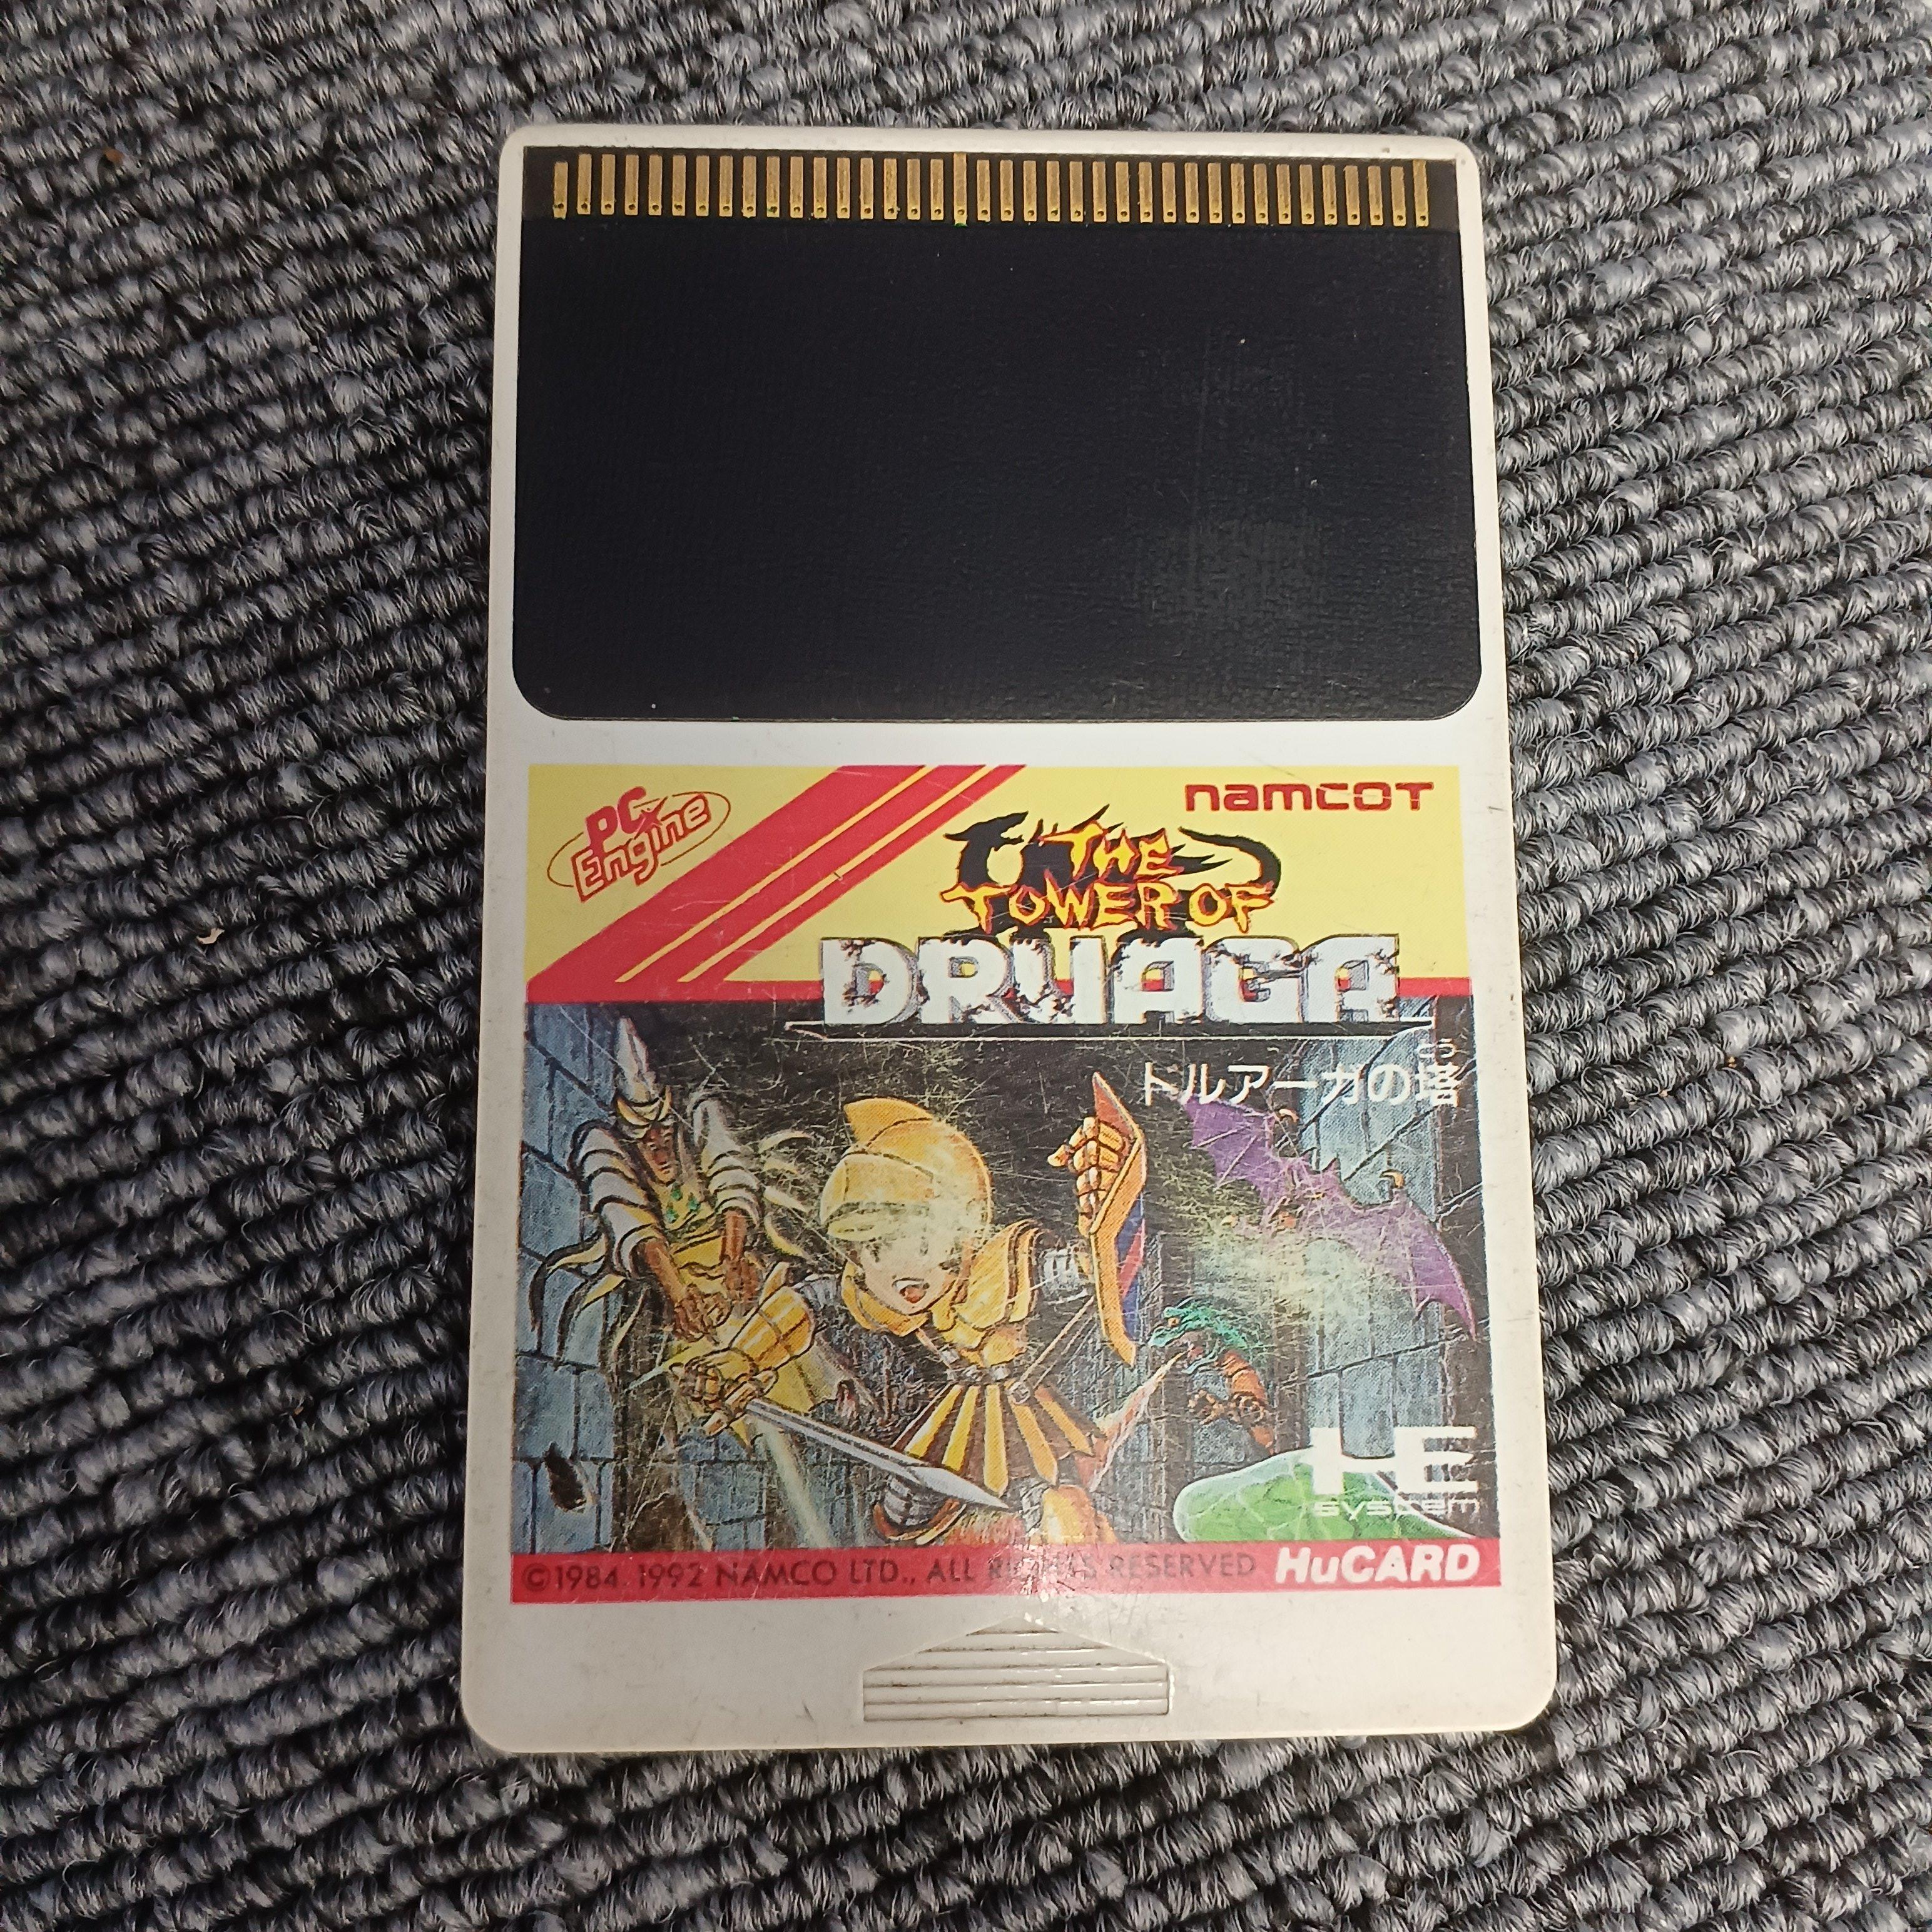 PC Engine
namcot
THE
TOWER OF
DRUAGA
とう
ドルアーガの塔
HE
SYSTEM
©1984 1992 NAMCO LTD., ALL RIGHTS RESERVED
HuCARD